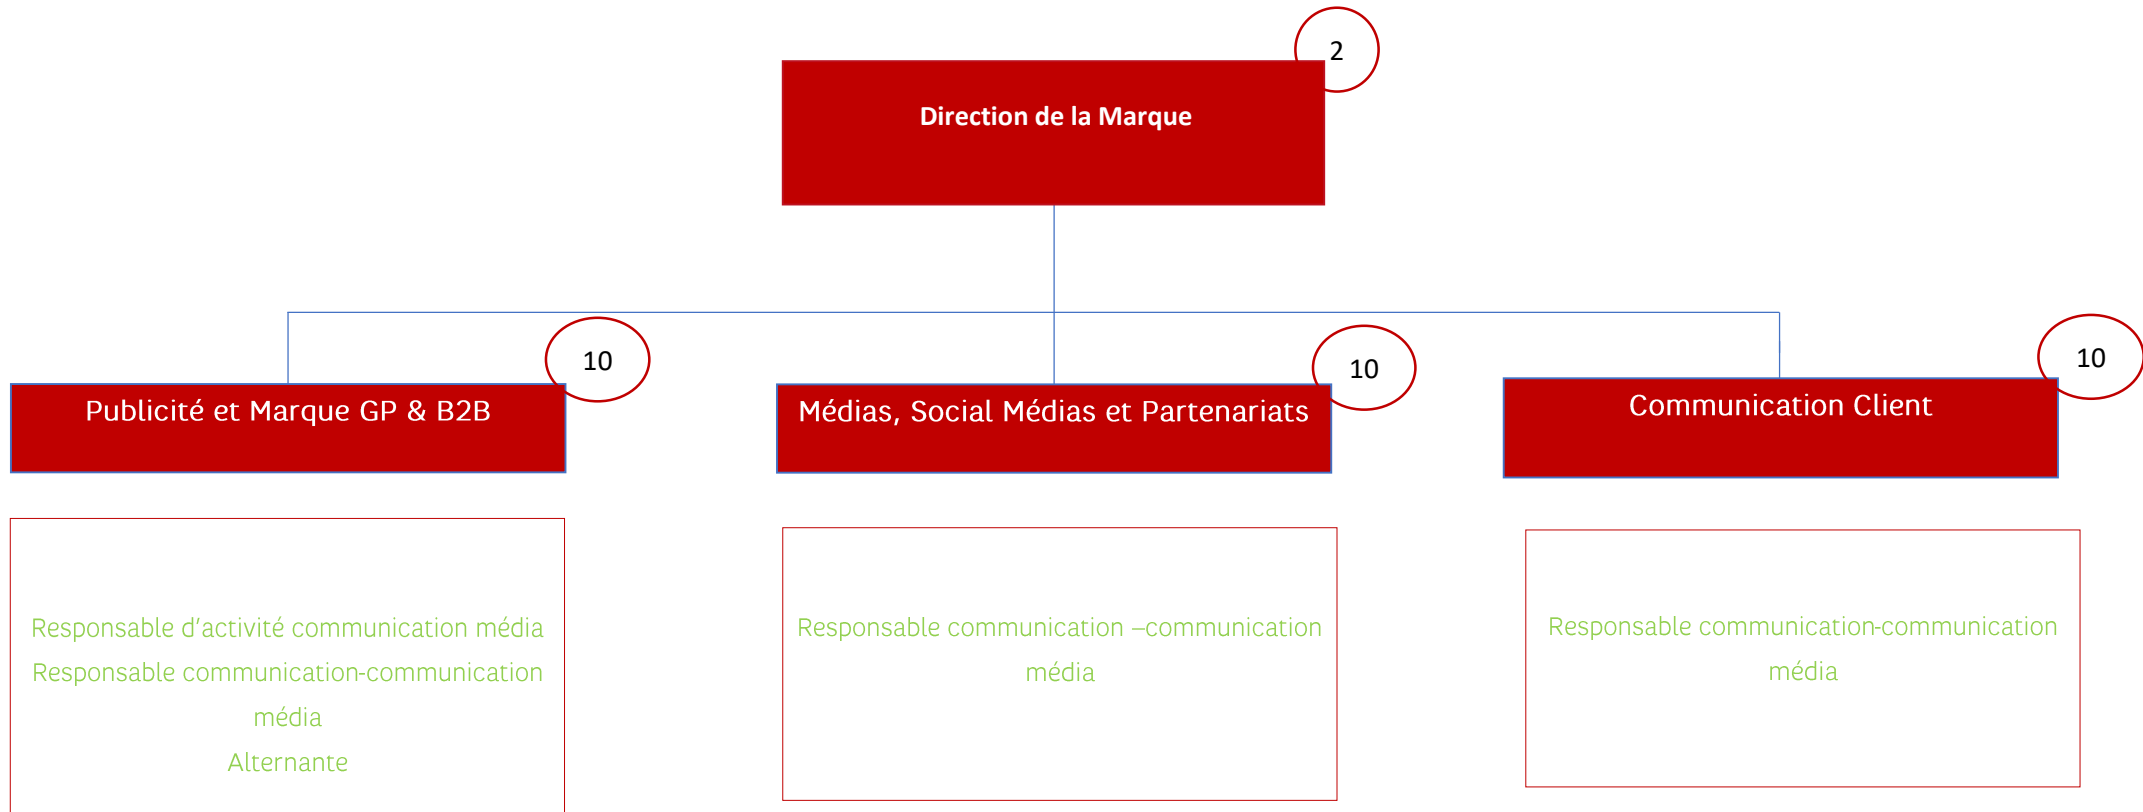 2
Direction de la Marque
10
Publicité et Marque GP & B2B
10
Médias, Social Médias et Partenariats
10
Communication Client
Responsable d’activité communication média
Responsable communication-communication
média
Alternante
Responsable communication –communication
média
Responsable communication-communication
média